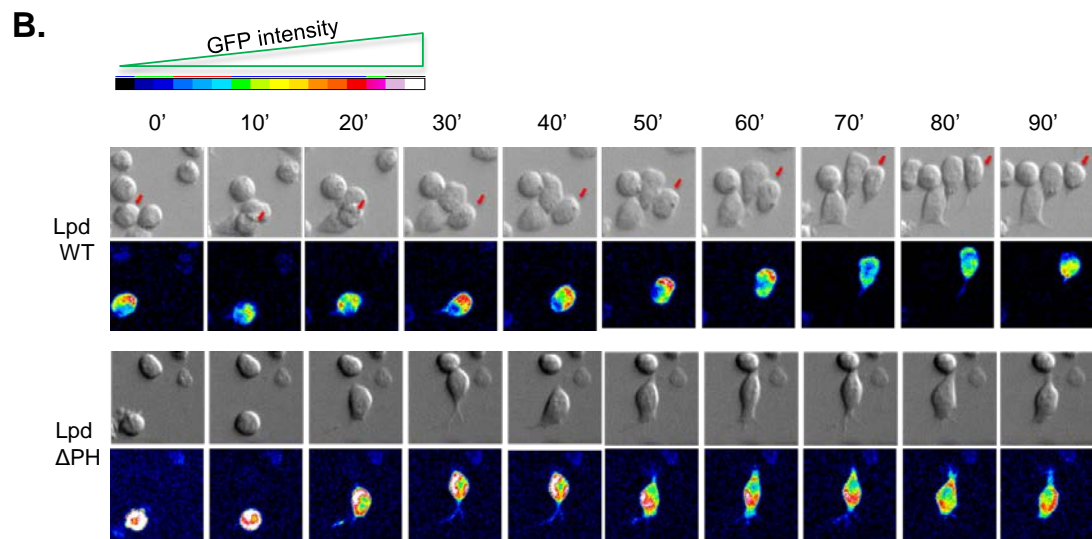 B.
GFP intensity
0’ 10’ 20’ 30’ 40’ 50’ 60’ 70’ 80’ 90’
Lpd
WT
Lpd
ΔPH